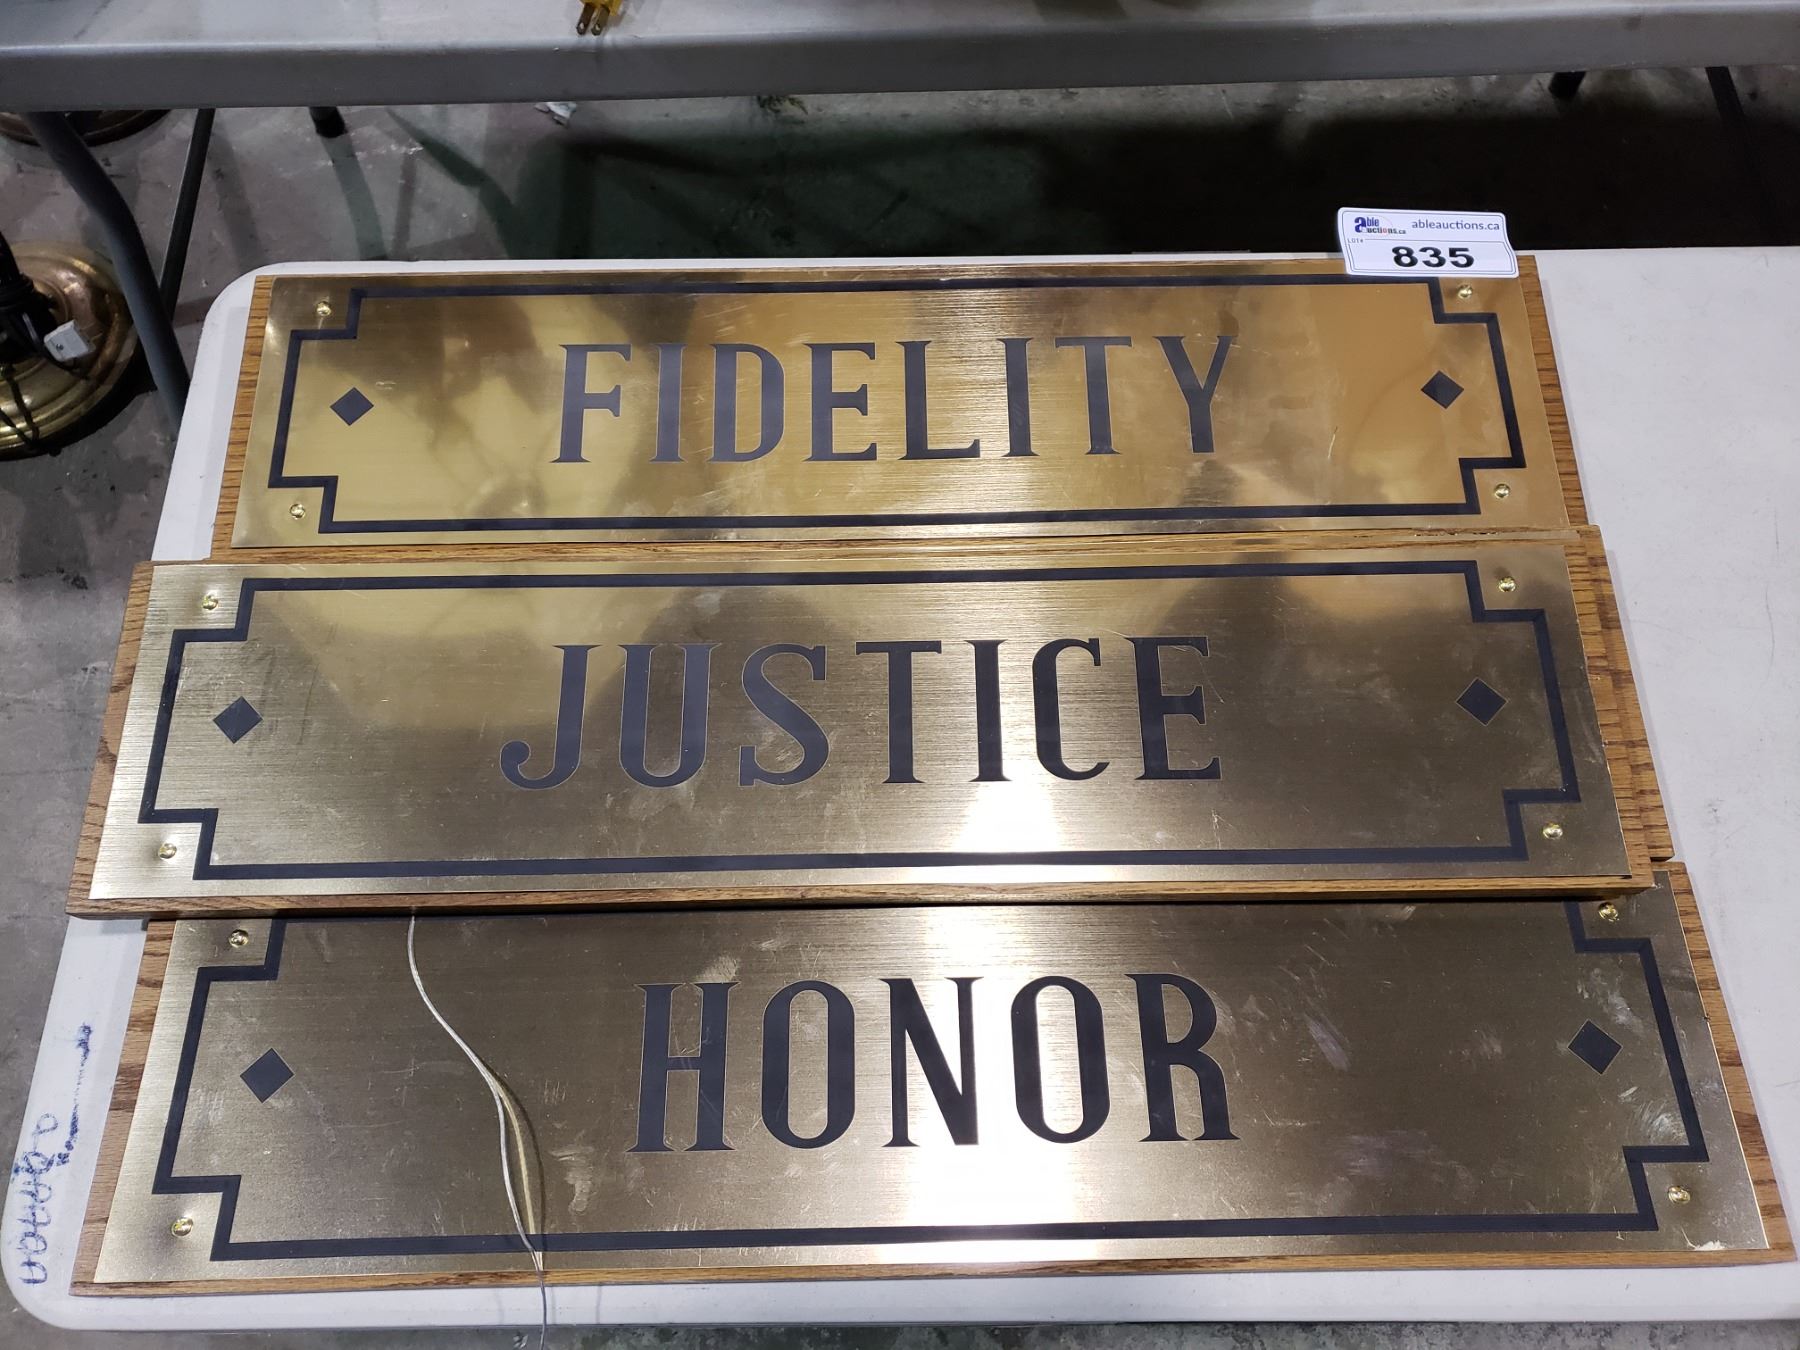 able auctions.ca ableauctions.ca
LOT# 835
FIDELITY
JUSTICE
HONOR